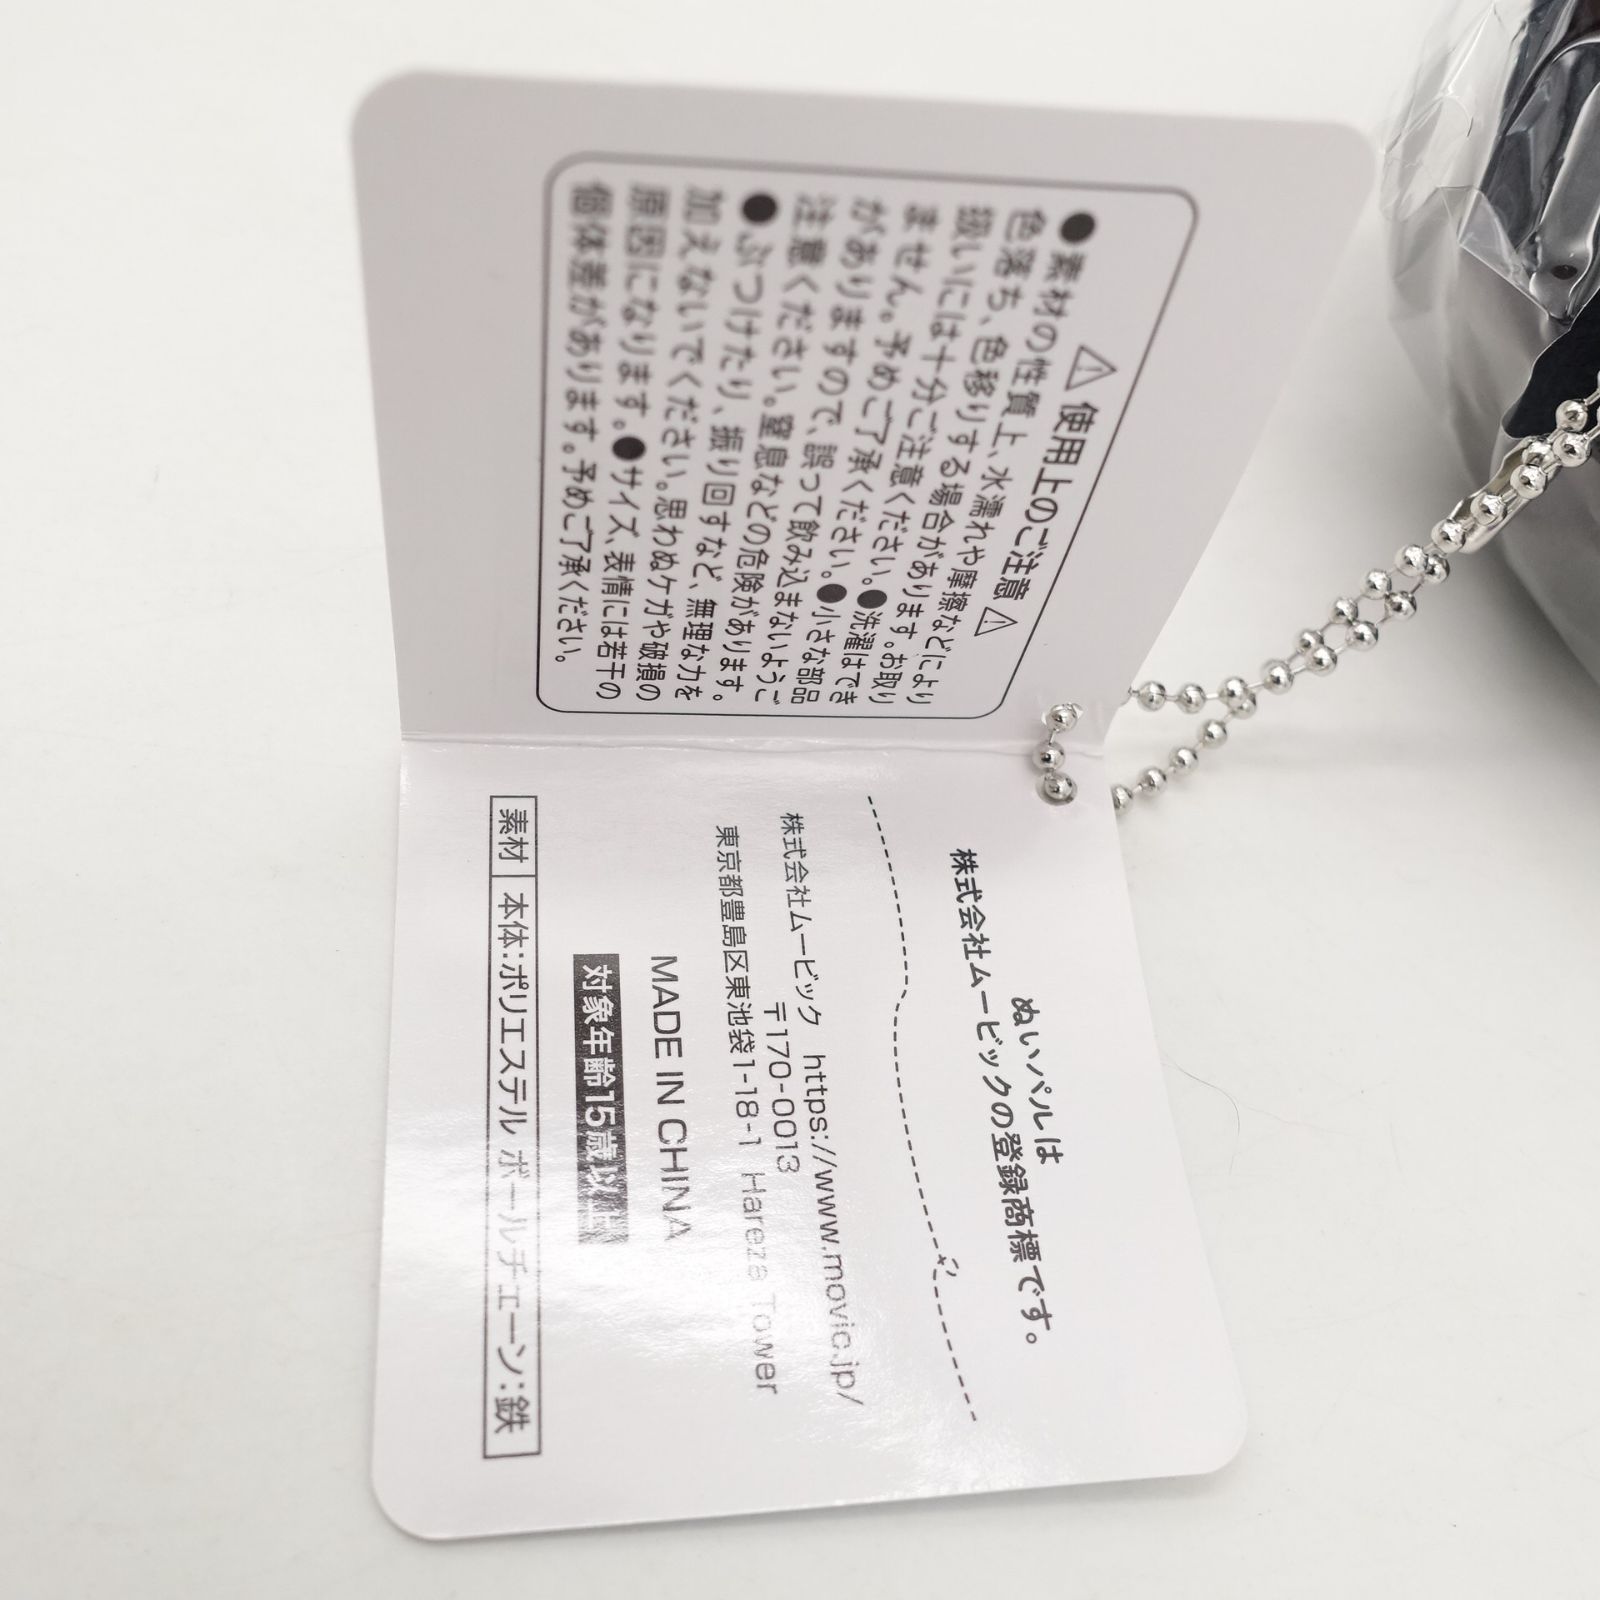 ⚠使用上のご注意⚠
●素材の性質上、水濡れや摩擦などにより
色落ち、色移りする場合があります。お取り
扱いには十分ご注意ください。●洗濯はでき
ません。予めご了承ください。●小さな部品
がありますので、誤って飲み込まないようご
注意ください。窒息などの危険があります。
●ぶつけたり、振り回すなど、無理な力を
加えないでください。思わぬケガや破損の
原因になります。●サイズ、表情には若干の
個体差があります。予めご了承ください。
ぬいパルは
株式会社ムービックの登録商標です。
株式会社ムービック https://www.movic.jp/
〒170-0013
東京都豊島区東池袋1-18-1 Hareza Tower
MADE IN CHINA
対象年齢15歳以上
素材 本体:ポリエステル ボールチェーン:鉄